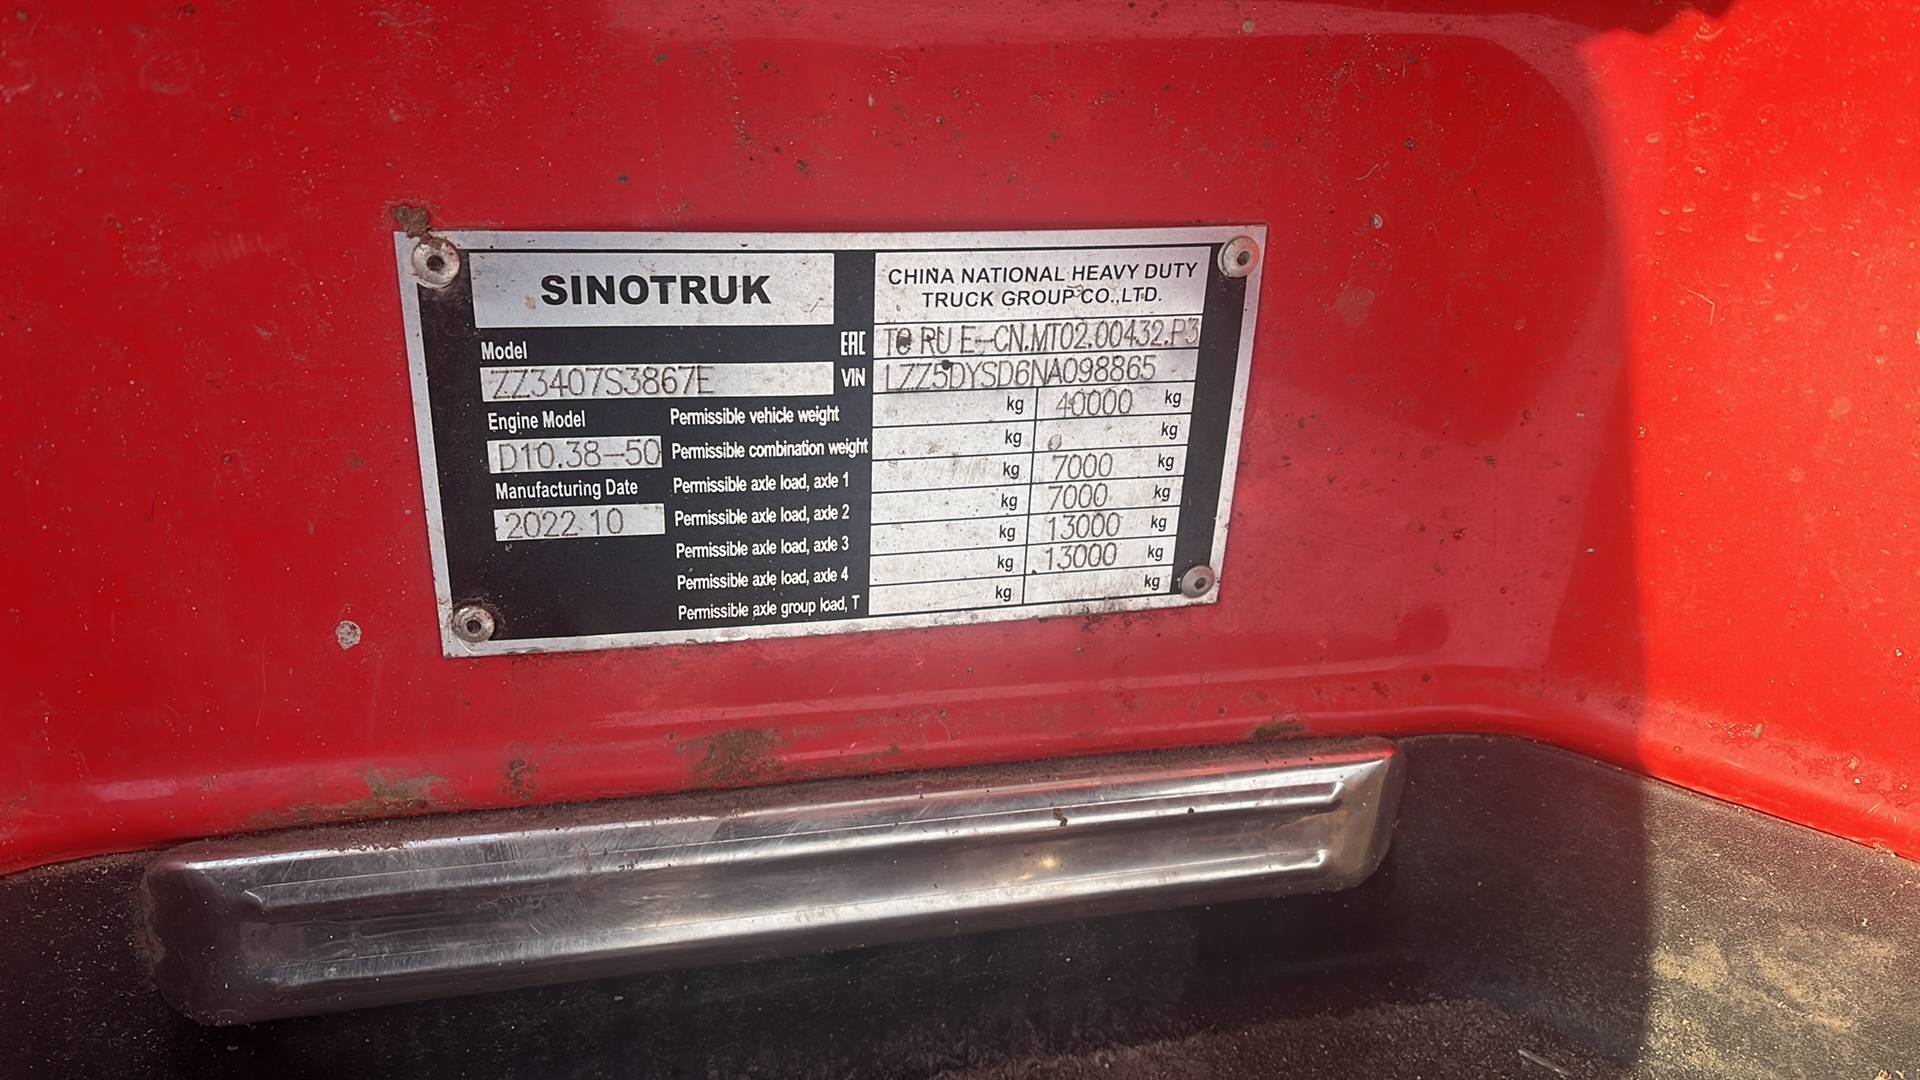 SINOTRUK
CHINA NATIONAL HEAVY DUTY
TRUCK GROUP CO.,LTD.
Model
EAC TC RU E-CN.MT02.00432.P3
ZZ3407S3867E
VIN LZZ5DYSD6NA098865
Engine Model
D10.38-50
Manufacturing Date
2022.10
Permissible vehicle weight kg 40000 kg
Permissible combination weight kg kg
Permissible axle load, axle 1 kg 7000 kg
Permissible axle load, axle 2 kg 7000 kg
Permissible axle load, axle 3 kg 13000 kg
Permissible axle load, axle 4 kg 13000 kg
Permissible axle group load, T kg kg